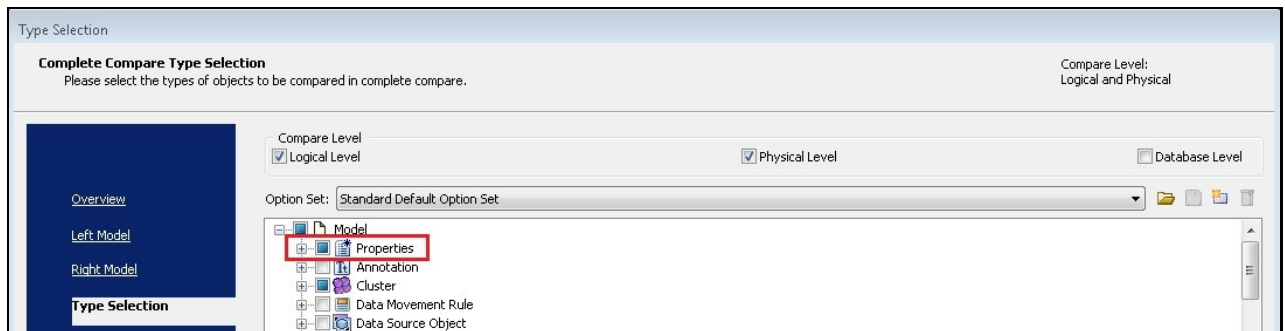 Type Selection
Complete Compare Type Selection
Please select the types of objects to be compared in complete compare.
Compare Level:
Logical and Physical
Compare Level
Logical Level
Physical Level
Database Level
Overview
Option Set: Standard Default Option Set
Left Model
Model
Properties
Right Model
Annotation
Cluster
Type Selection
Data Movement Rule
Data Source Object